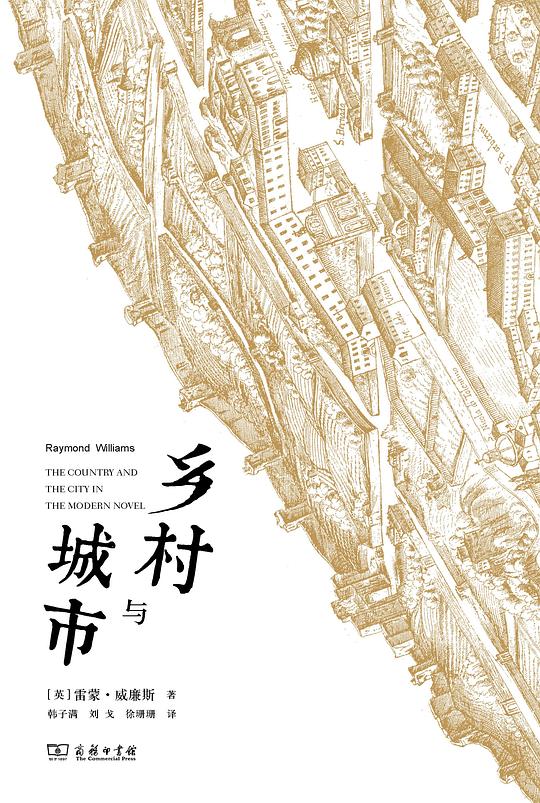 S. Bernardo
Raymond Williams
THE COUNTRY AND
THE CITY IN
THE MODERN NOVEL
乡村
与
城市
[英]雷蒙·威廉斯 著
韩子满 刘戈 徐珊珊 译
商务印书馆
The Commercial Press